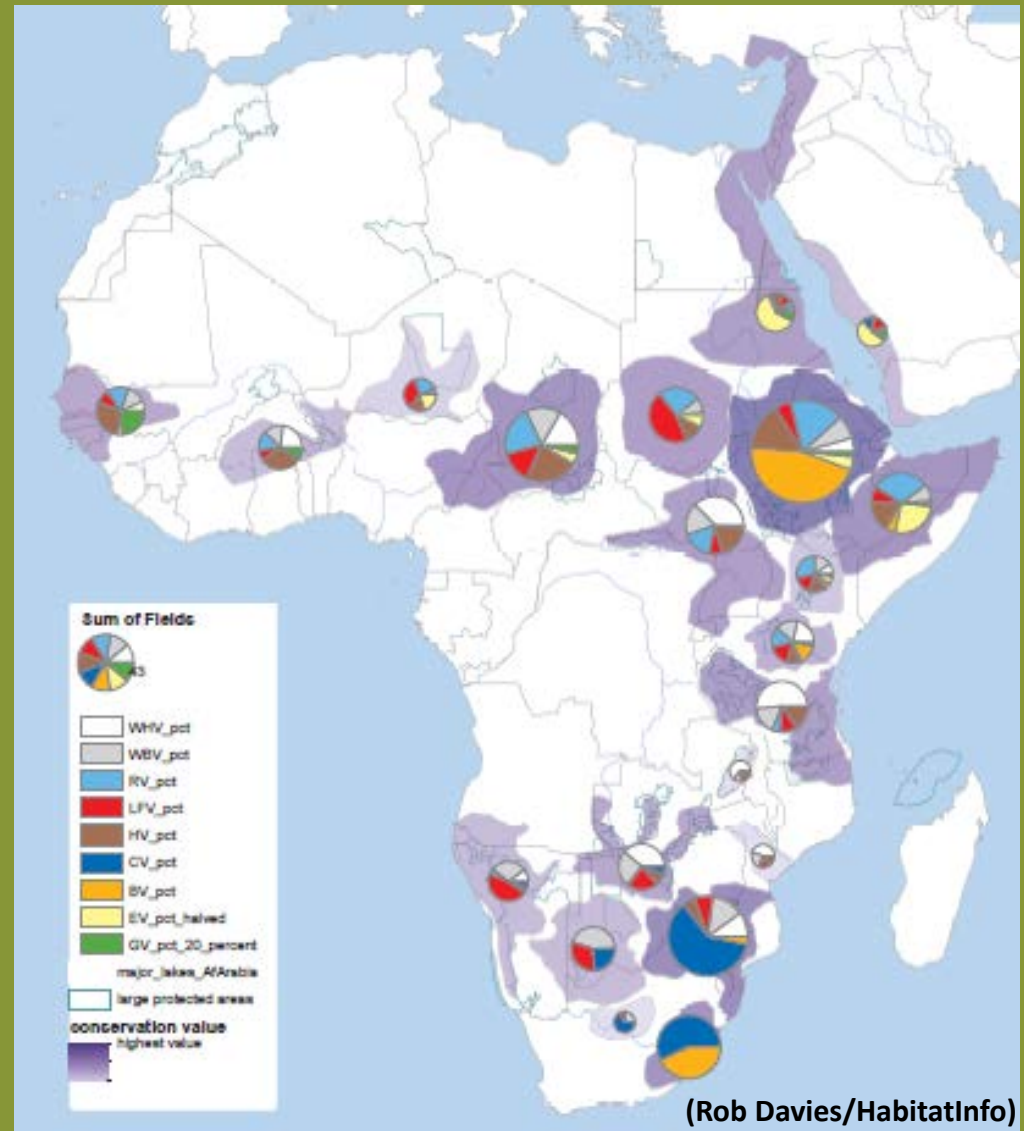 Sum of Fields
43
WHV_pct
WBV_pct
RV_pct
LFV_pct
HV_pct
CV_pct
BV_pct
EV_pct_halved
GV_pct_20_percent
major_lakes_AfArabia
large protected areas
conservation value
highest value
(Rob Davies/HabitatInfo)